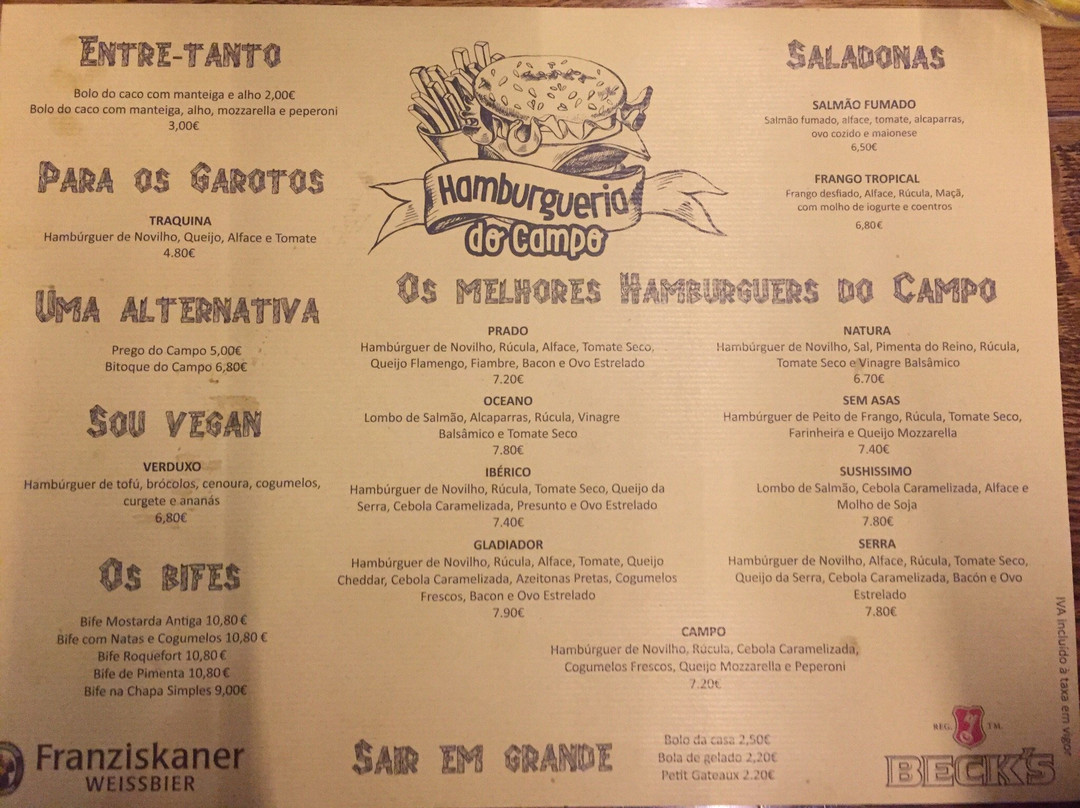 ENTRE-TANTO
Bolo do caco com manteiga e alho 2,00€
Bolo do caco com manteiga, alho, mozzarella e peperoni
3,00€
PARA OS GAROTOS
TRAQUINA
Hambúrguer de Novilho, Queijo, Alface e Tomate
4.80€
UMA ALTERNATIVA
Prego do Campo 5,00€
Bitoque do Campo 6,80€
SOU VEGAN
VERDUXO
Hambúrguer de tofú, brócolos, cenoura, cogumelos,
curgete e ananás
6,80€
OS BIFES
Bife Mostarda Antiga 10,80 €
Bife com Natas e Cogumelos 10,80 €
Bife Roquefort 10,80 €
Bife de Pimenta 10,80 €
Bife na Chapa Simples 9,00€
Franziskaner
WEISSBIER
Hamburgueria
do Campo
SALADONAS
SALMÃO FUMADO
Salmão fumado, alface, tomate, alcaparras,
ovo cozido e maionese
6,50€
FRANGO TROPICAL
Frango desfiado, Alface, Rúcula, Maçã,
com molho de iogurte e coentros
6,80€
OS MELHORES HAMBURGUERS DO CAMPO
PRADO
Hambúrguer de Novilho, Rúcula, Alface, Tomate Seco,
Queijo Flamengo, Fiambre, Bacon e Ovo Estrelado
7.20€
OCEANO
Lombo de Salmão, Alcaparras, Rúcula, Vinagre
Balsâmico e Tomate Seco
7.80€
IBÉRICO
Hambúrguer de Novilho, Rúcula, Tomate Seco, Queijo da
Serra, Cebola Caramelizada, Presunto e Ovo Estrelado
7.40€
GLADIADOR
Hambúrguer de Novilho, Rúcula, Alface, Tomate, Queijo
Cheddar, Cebola Caramelizada, Azeitonas Pretas, Cogumelos
Frescos, Bacon e Ovo Estrelado
7.90€
NATURA
Hambúrguer de Novilho, Sal, Pimenta do Reino, Rúcula,
Tomate Seco e Vinagre Balsâmico
6.70€
SEM ASAS
Hambúrguer de Peito de Frango, Rúcula, Tomate Seco,
Farinheira e Queijo Mozzarella
7.40€
SUSHISSIMO
Lombo de Salmão, Cebola Caramelizada, Alface e
Molho de Soja
7.80€
SERRA
Hambúrguer de Novilho, Alface, Rúcula, Tomate Seco,
Queijo da Serra, Cebola Caramelizada, Bacón e Ovo
Estrelado
7.80€
CAMPO
Hambúrguer de Novilho, Rúcula, Cebola Caramelizada,
Cogumelos Frescos, Queijo Mozzarella e Peperoni
7.20€
SAIR EM GRANDE
Bolo da casa 2,50€
Bola de gelado 2,20€
Petit Gateaux 2.20€
REG. T M.
BECK'S
IVA incluido à taxa em vigor